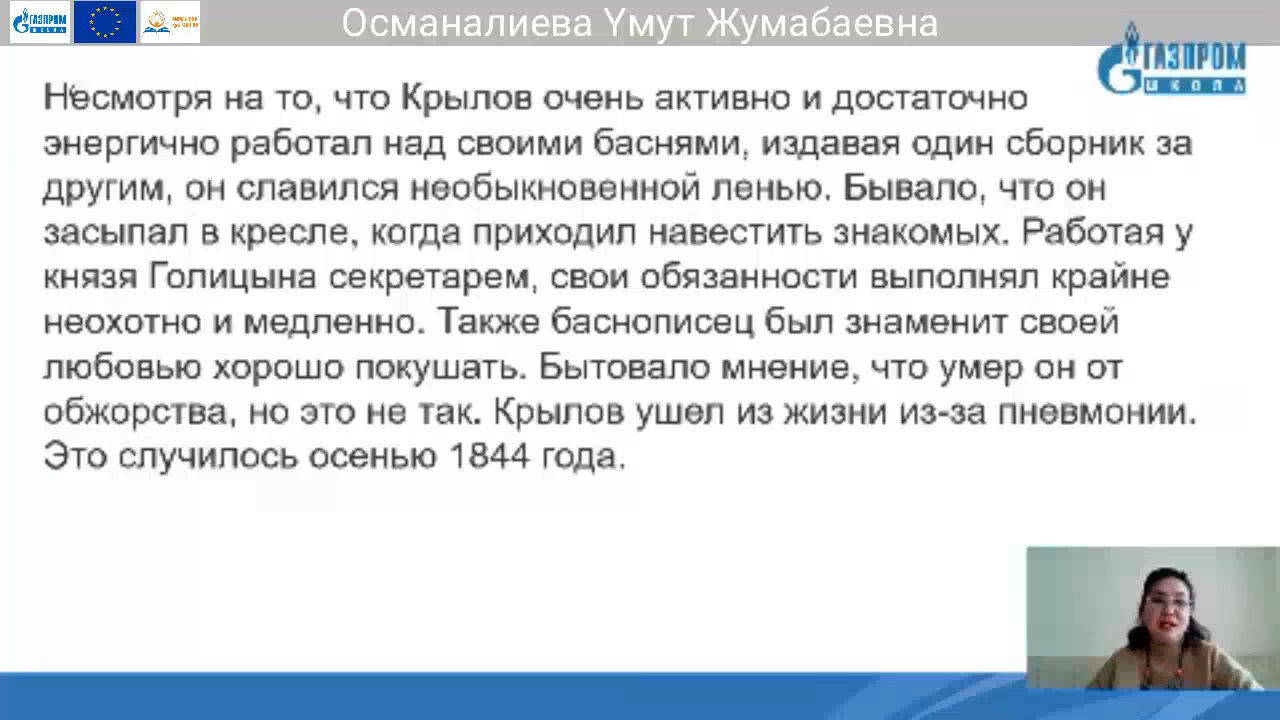 ГАЗПРОМ
ШКОЛА
Османалиева Үмут Жумабаевна
ГАЗПРОМ
ШКОЛА
Несмотря на то, что Крылов очень активно и достаточно
энергично работал над своими баснями, издавая один сборник за
другим, он славился необыкновенной ленью. Бывало, что он
засыпал в кресле, когда приходил навестить знакомых. Работая у
князя Голицына секретарем, свои обязанности выполнял крайне
неохотно и медленно. Также баснописец был знаменит своей
любовью хорошо покушать. Бытовало мнение, что умер он от
обжорства, но это не так. Крылов ушел из жизни из-за пневмонии.
Это случилось осенью 1844 года.